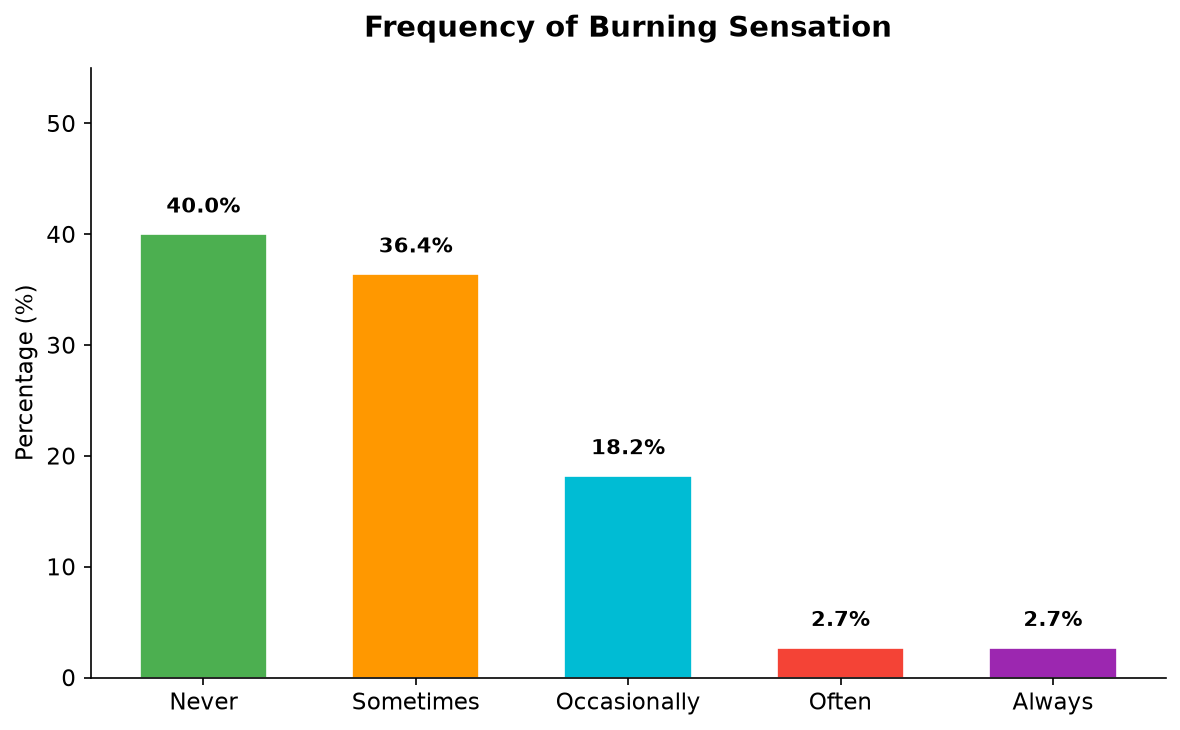 Frequency of Burning Sensation
Percentage (%)
50
40
30
20
10
0
40.0%
36.4%
18.2%
2.7%
2.7%
Never
Sometimes
Occasionally
Often
Always